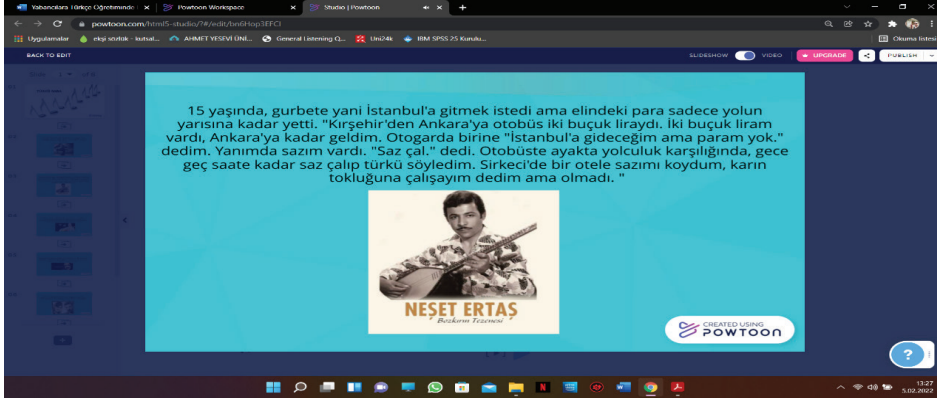 Yabancılara Türkçe Öğretiminde
Powtoon Workspace
Studio | Powtoon
powtoon.com/html5-studio/?#/edit/bn6Hop3EFCI
Uygulamalar
ekşi sözlük - kutsal...
AHMET YESEVİ ÜNİ...
General Listening Q...
Uni24k
IBM SPSS 25 Kurulu...
Okuma listesi
BACK TO EDIT
SLIDESHOW
VIDEO
UPGRADE
PUBLISH
15 yaşında, gurbete yani İstanbul'a gitmek istedi ama elindeki para sadece yolun
yarısına kadar yetti. "Kırşehir'den Ankara'ya otobüs iki buçuk liraydı. İki buçuk liram
vardı, Ankara'ya kadar geldim. Otogarda birine "İstanbul'a gideceğim ama param yok."
dedim. Yanımda sazım vardı. "Saz çal." dedi. Otobüste ayakta yolculuk karşılığında, gece
geç saate kadar saz çalıp türkü söyledim. Sirkeci'de bir otele sazımı koydum, karın
tokluğuna çalışayım dedim ama olmadı. "
NEŞET ERTAŞ
Bozkırın Tezenesi
CREATED USING
POWTOON
?
13:27
5.02.2022